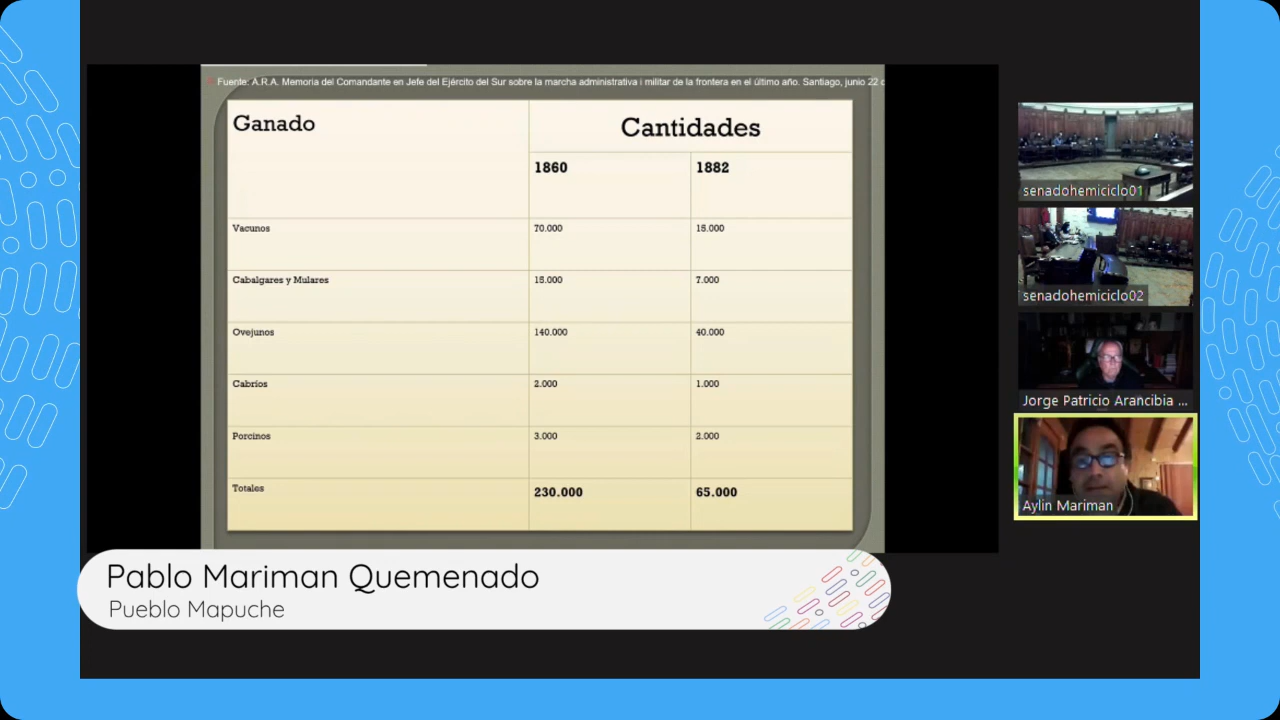 Fuente: A.R.A. Memoria del Comandante en Jefe del Ejército del Sur sobre la marcha administrativa i militar de la frontera en el último año. Santiago, junio 22
Ganado
Cantidades
1860 1882
Vacunos 70.000 15.000
Cabalgares y Mulares 15.000 7.000
Ovejunos 140.000 40.000
Cabríos 2.000 1.000
Porcinos 3.000 2.000
Totales 230.000 65.000
senadohemiciclo01
senadohemiciclo02
Jorge Patricio Arancibia ...
Aylin Mariman
Pablo Mariman Quemenado
Pueblo Mapuche